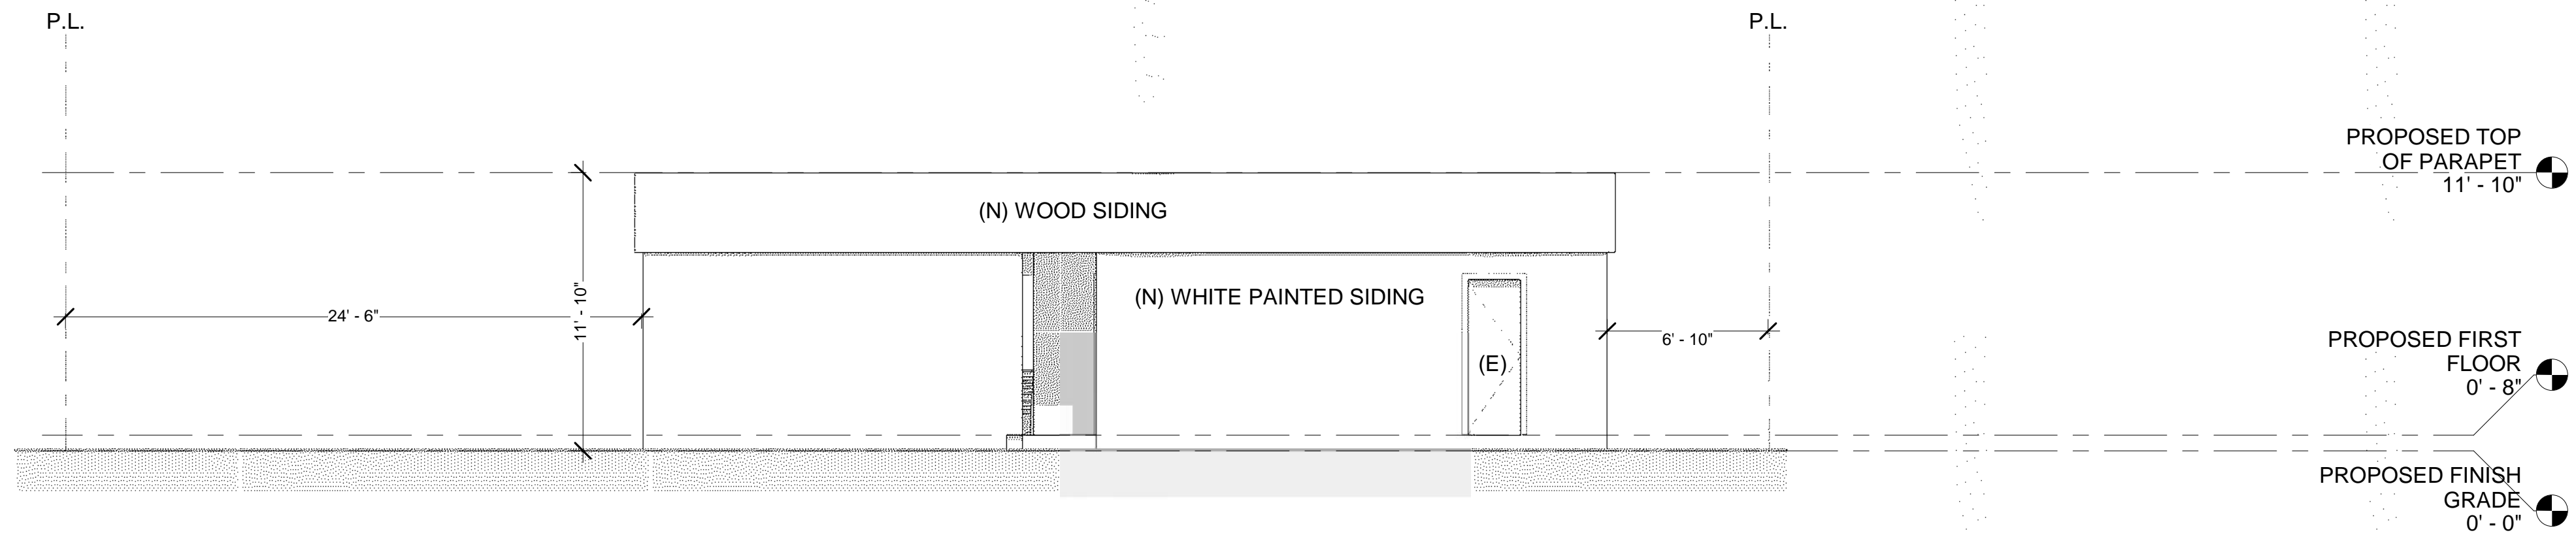 P.L.
P.L.
PROPOSED TOP
OF PARAPET
11' - 10"
(N) WOOD SIDING
(N) WHITE PAINTED SIDING
24' - 6"
11' - 10"
6' - 10"
(E)
PROPOSED FIRST
FLOOR
0' - 8"
PROPOSED FINISH
GRADE
0' - 0"